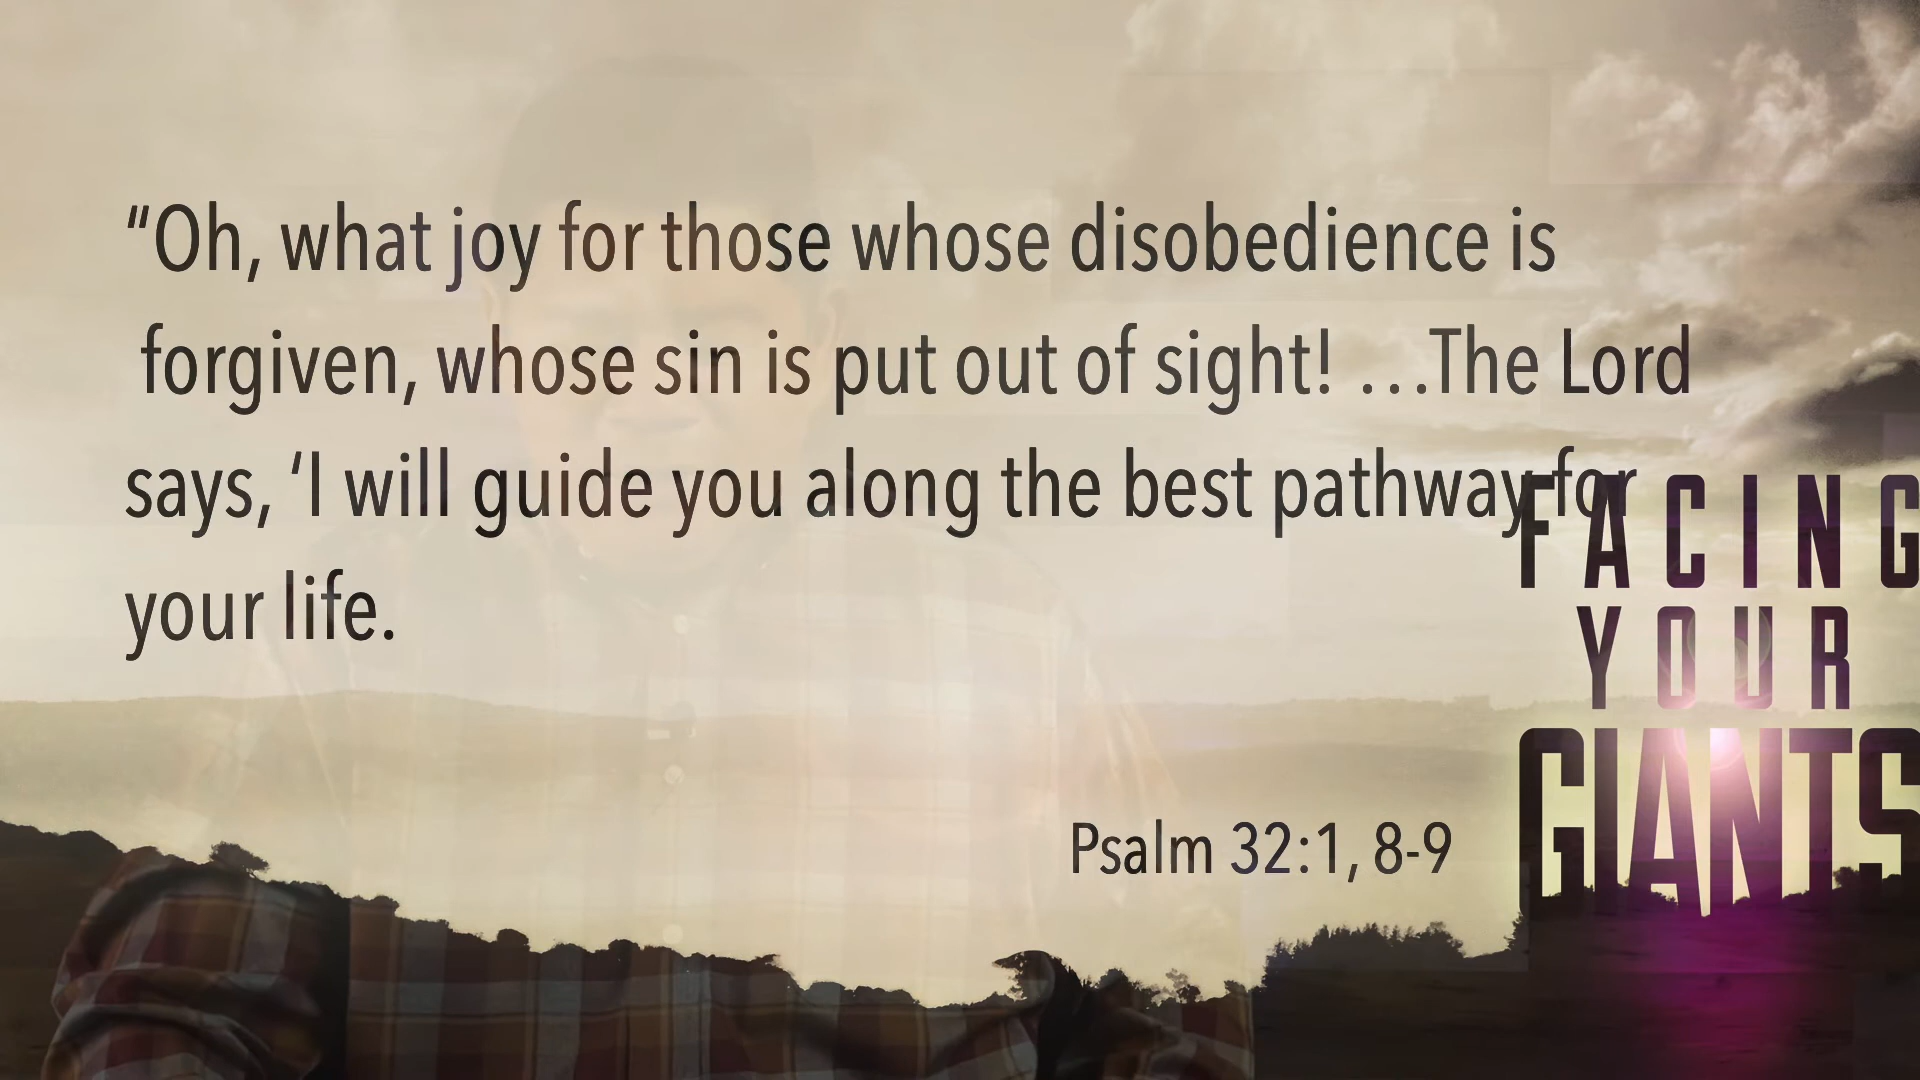 “Oh, what joy for those whose disobedience is
forgiven, whose sin is put out of sight! …The Lord
says, ‘I will guide you along the best pathway for
your life.
Psalm 32:1, 8-9
FACING
YOUR
GIANTS